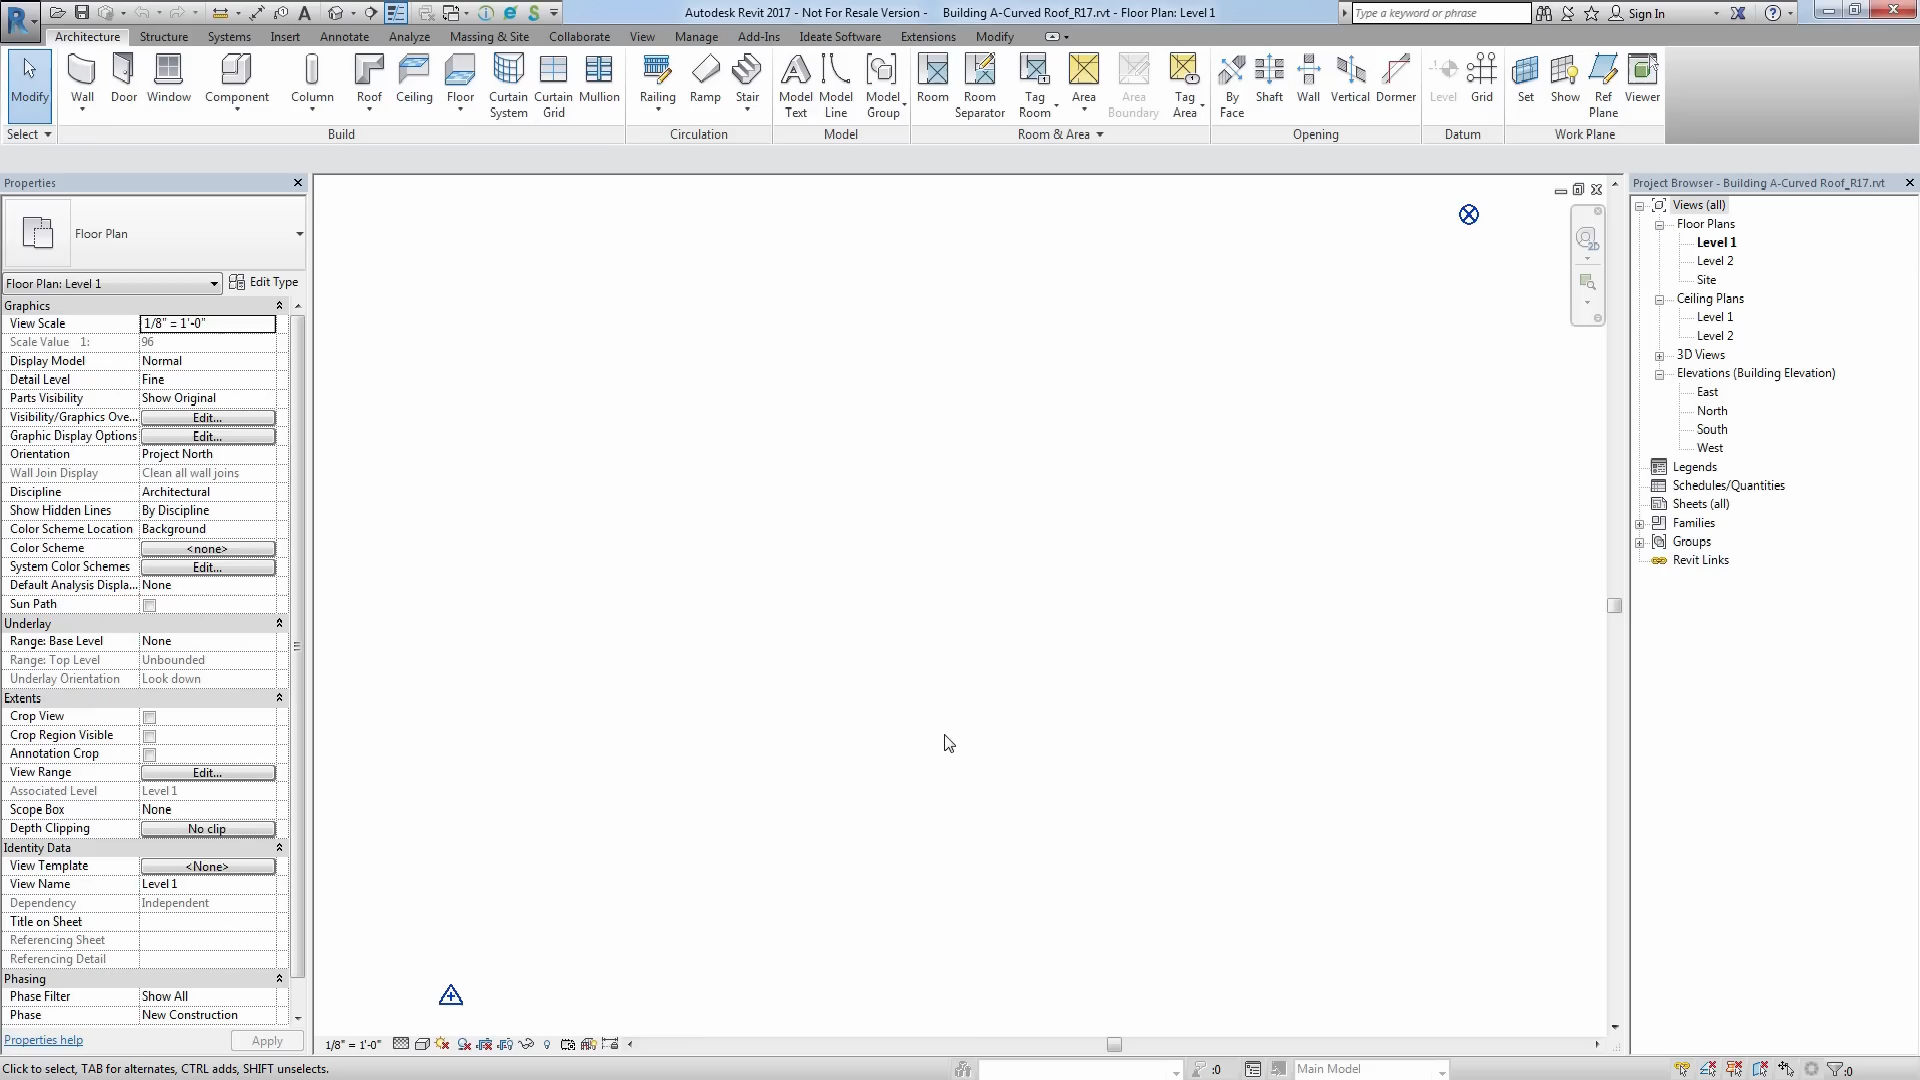 Autodesk Revit 2017 - Not For Resale Version - Building A-Curved Roof_R17.rvt - Floor Plan: Level 1
Type a keyword or phrase
Sign In
Architecture Structure Systems Insert Annotate Analyze Massing & Site Collaborate View Manage Add-Ins Ideate Software Extensions Modify
Modify Wall Door Window Component Column Roof Ceiling Floor Curtain System Curtain Grid Mullion Railing Ramp Stair Model Text Model Line Model Group Room Room Separator Tag Room Area Area Boundary Tag Area By Face Shaft Wall Vertical Dormer Level Grid Set Show Ref Plane Viewer
Select Build Circulation Model Room & Area Opening Datum Work Plane
Properties
Floor Plan
Floor Plan: Level 1 Edit Type
Graphics
View Scale 1/8" = 1'-0"
Scale Value 1: 96
Display Model Normal
Detail Level Fine
Parts Visibility Show Original
Visibility/Graphics Ove... Edit...
Graphic Display Options Edit...
Orientation Project North
Wall Join Display Clean all wall joins
Discipline Architectural
Show Hidden Lines By Discipline
Color Scheme Location Background
Color Scheme <none>
System Color Schemes Edit...
Default Analysis Displa... None
Sun Path
Underlay
Range: Base Level None
Range: Top Level Unbounded
Underlay Orientation Look down
Extents
Crop View
Crop Region Visible
Annotation Crop
View Range Edit...
Associated Level Level 1
Scope Box None
Depth Clipping No clip
Identity Data
View Template <None>
View Name Level 1
Dependency Independent
Title on Sheet
Referencing Sheet
Referencing Detail
Phasing
Phase Filter Show All
Phase New Construction
Properties help Apply
1/8" = 1'-0"
Click to select, TAB for alternates, CTRL adds, SHIFT unselects.
:0
Main Model
:0
Project Browser - Building A-Curved Roof_R17.rvt
Views (all)
Floor Plans
Level 1
Level 2
Site
Ceiling Plans
Level 1
Level 2
3D Views
Elevations (Building Elevation)
East
North
South
West
Legends
Schedules/Quantities
Sheets (all)
Families
Groups
Revit Links
2D